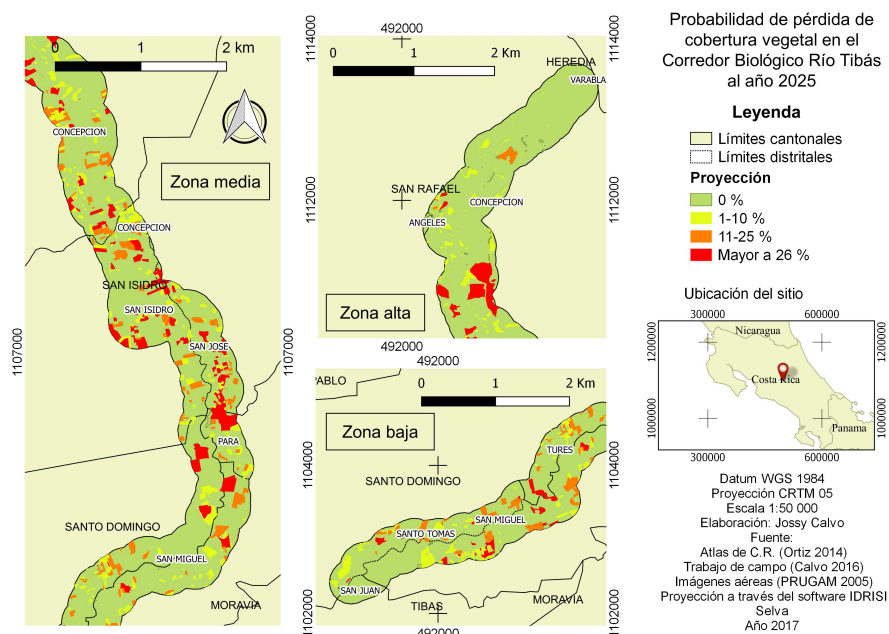 Probabilidad de pérdida de
cobertura vegetal en el
Corredor Biológico Río Tibás
al año 2025
Leyenda
Límites cantonales
Límites distritales
Proyección
0 %
1-10 %
11-25 %
Mayor a 26 %
Ubicación del sitio
300000
600000
Nicaragua
Costa Rica
Panama
1200000
1000000
1200000
1000000
300000
600000
Datum WGS 1984
Proyección CRTM 05
Escala 1:50 000
Elaboración: Jossy Calvo
Fuente:
Atlas de C.R. (Ortiz 2014)
Trabajo de campo (Calvo 2016)
Imágenes aéreas (PRUGAM 2005)
Proyección a través del software IDRISI
Selva
Año 2017
0 1 2 km
CONCEPCION
Zona media
CONCEPCION
SAN ISIDRO
SAN ISIDRO
SAN JOSE
PARA
SANTO DOMINGO
SAN MIGUEL
MORAVIA
1107000
1107000
492000
0 1 2 Km
HEREDIA
VARABLA
SAN RAFAEL
CONCEPCION
ANGELES
Zona alta
1114000
1112000
1114000
1112000
492000
492000
PABLO
0 1 2 Km
Zona baja
TURES
SANTO DOMINGO
SAN MIGUEL
SANTO TOMAS
SAN JUAN
TIBAS
MORAVIA
1104000
1102000
1104000
1102000
492000